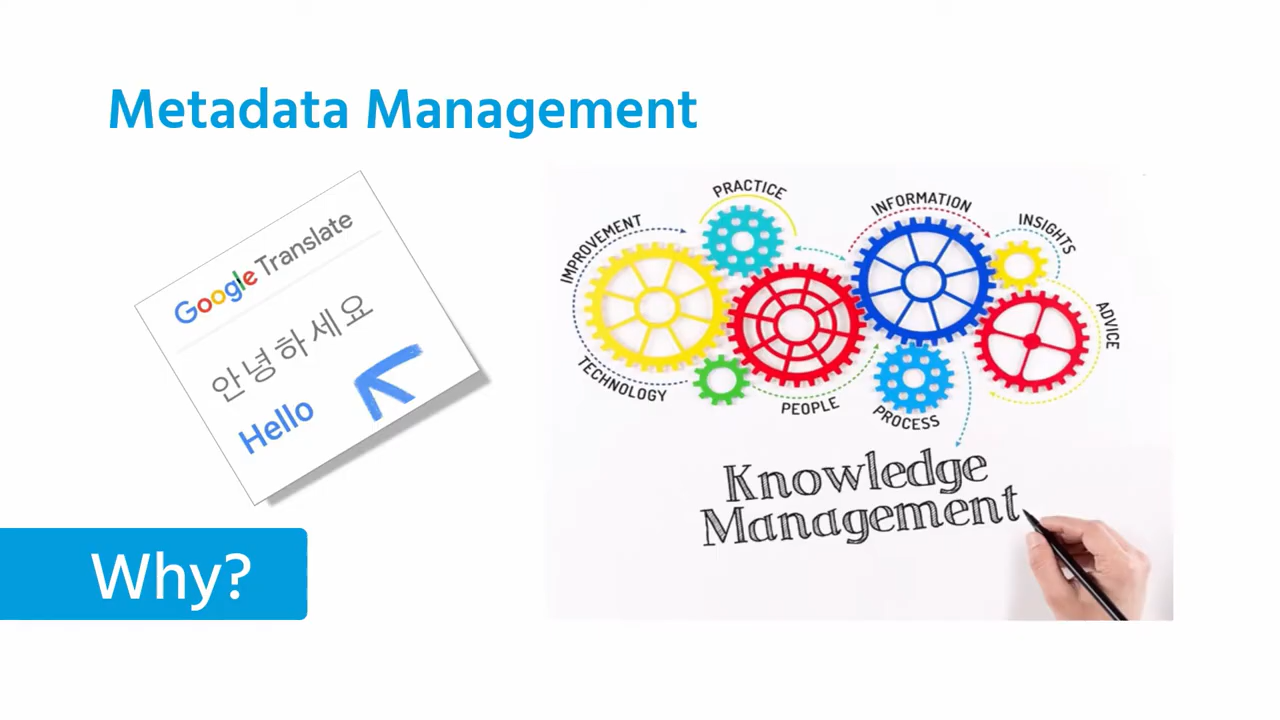 Metadata Management
Google Translate
안녕하세요
Hello
PRACTICE
INFORMATION
INSIGHTS
IMPROVEMENT
ADVICE
TECHNOLOGY
PEOPLE
PROCESS
Knowledge
Management
Why?